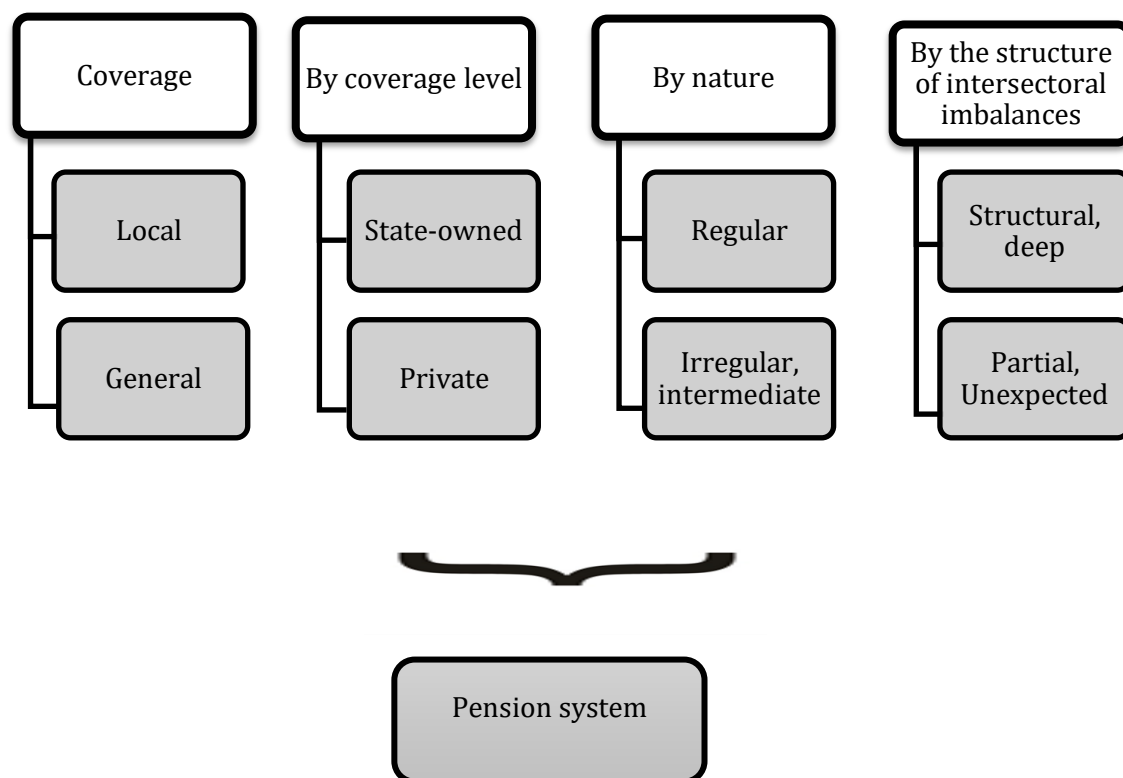 Coverage
Local
General
By coverage level
State-owned
Private
By nature
Regular
Irregular,
intermediate
By the structure
of intersectoral
imbalances
Structural,
deep
Partial,
Unexpected
Pension system